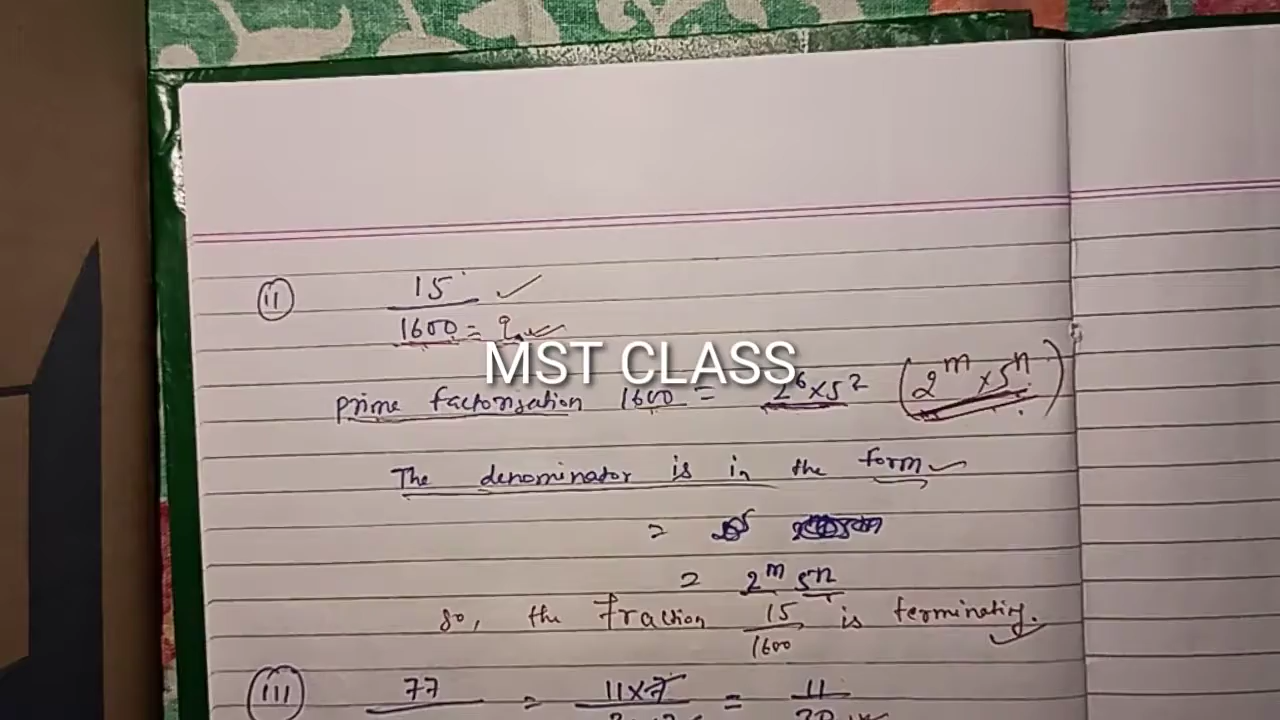 (ii) 15
1600 = q
MST CLASS
prime factorisation 1600 = 2^6 × 5^2 (2^m × 5^n)
The denominator is in the form
=
= 2^m 5^n
so, the fraction 15/1600 is terminating.
(iii) 77 = 11×7 = 11